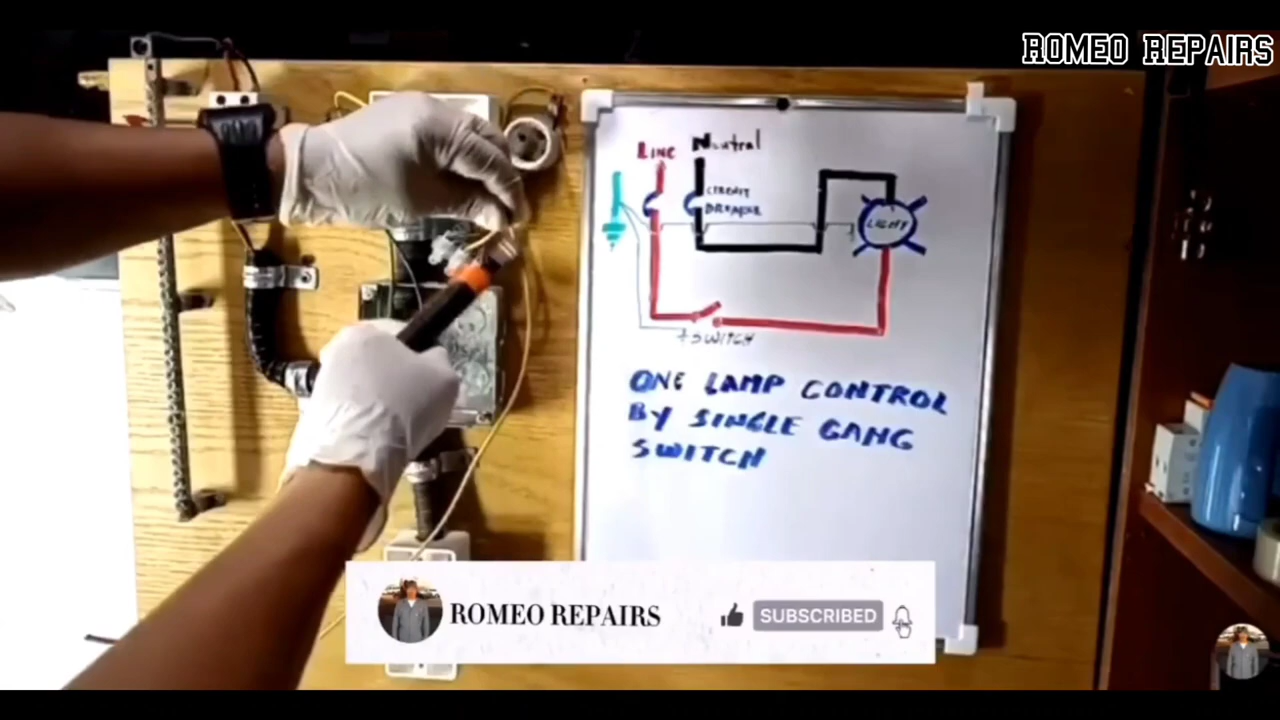 ROMEO REPAIRS
LINE Neutral
CIRCUIT
BREAKER
LIGHT
SWITCH
ONE LAMP CONTROL
BY SINGLE GANG
SWITCH
ROMEO REPAIRS
SUBSCRIBED